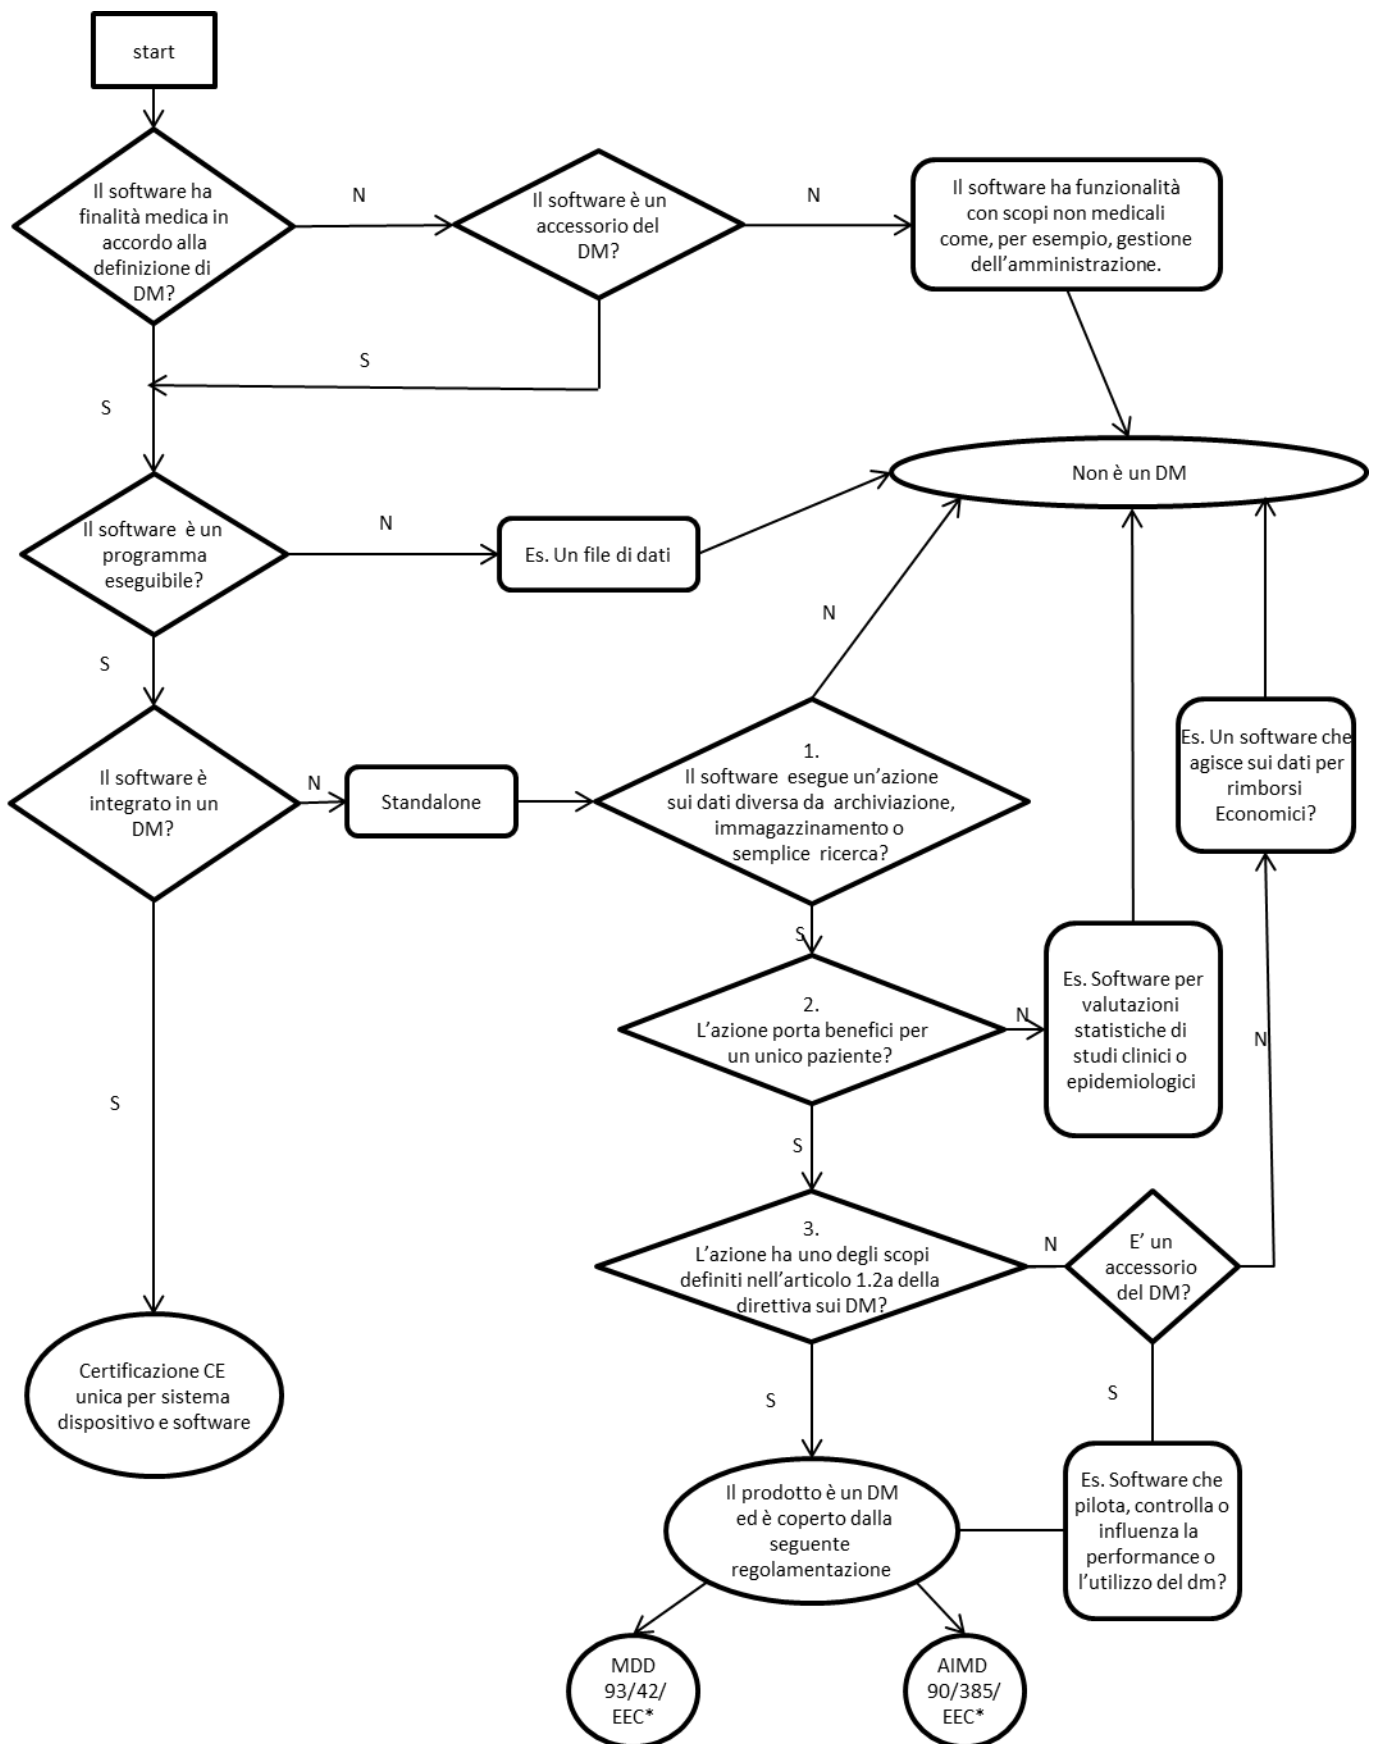 start
Il software ha
finalità medica in
accordo alla
definizione di
DM?
N
Il software è un
accessorio del
DM?
N
Il software ha funzionalità
con scopi non medicali
come, per esempio, gestione
dell'amministrazione.
S
S
Non è un DM
Il software è un
programma
eseguibile?
N
Es. Un file di dati
N
S
Il software è
integrato in un
DM?
N
Standalone
1.
Il software esegue un'azione
sui dati diversa da archiviazione,
immagazzinamento o
semplice ricerca?
Es. Un software che
agisce sui dati per
rimborsi
Economici?
S
2.
L'azione porta benefici per
un unico paziente?
N
Es. Software per
valutazioni
statistiche di
studi clinici o
epidemiologici
N
S
S
3.
L'azione ha uno degli scopi
definiti nell'articolo 1.2a della
direttiva sui DM?
N
E' un
accessorio
del DM?
Certificazione CE
unica per sistema
dispositivo e software
S
S
Il prodotto è un DM
ed è coperto dalla
seguente
regolamentazione
Es. Software che
pilota, controlla o
influenza la
performance o
l'utilizzo del dm?
MDD
93/42/
EEC*
AIMD
90/385/
EEC*